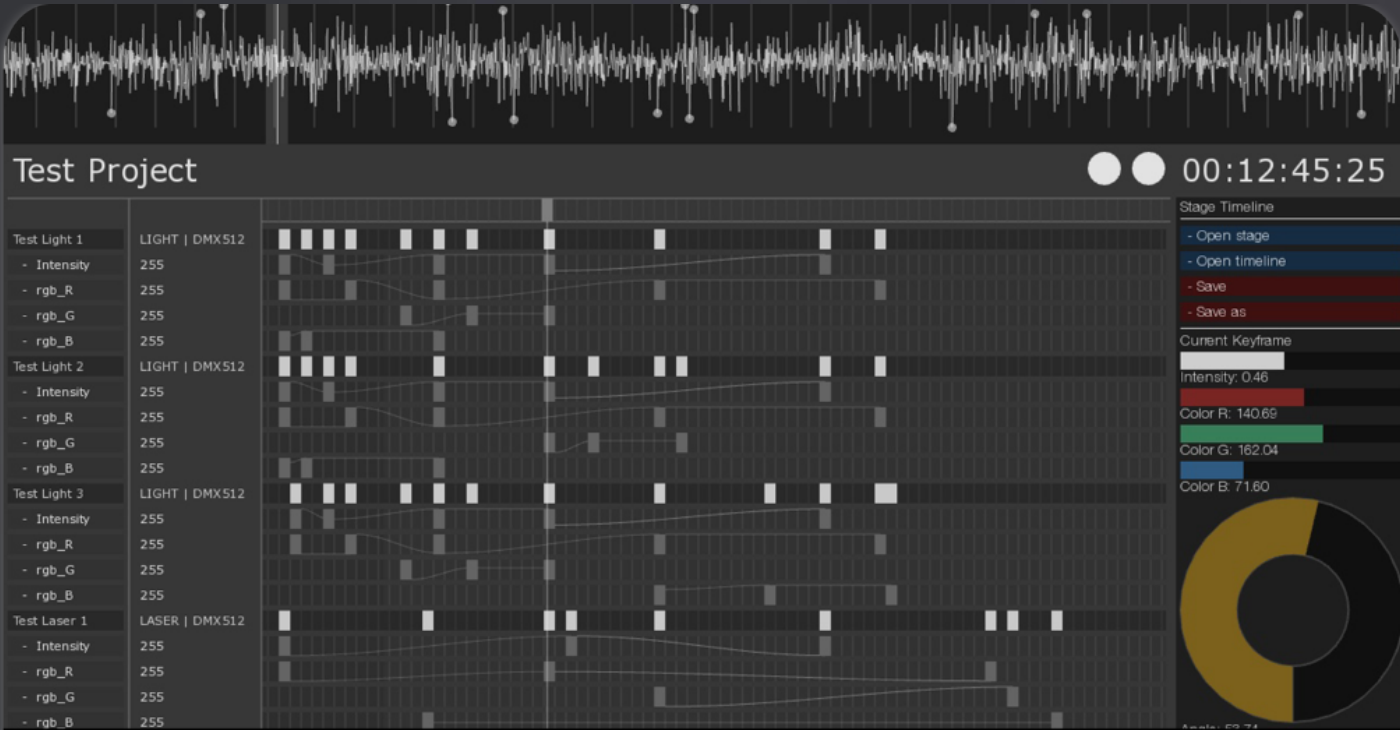 Test Project 00:12:45:25
Stage Timeline
Test Light 1 LIGHT | DMX512
- Open stage
- Intensity 255
- Open timeline
- rgb_R 255
- Save
- rgb_G 255
- Save as
- rgb_B 255
Current Keyframe
Test Light 2 LIGHT | DMX512
Intensity: 0.46
- Intensity 255
- rgb_R 255
Color R: 140.69
- rgb_G 255
Color G: 162.04
- rgb_B 255
Color B: 71.60
Test Light 3 LIGHT | DMX512
- Intensity 255
- rgb_R 255
- rgb_G 255
- rgb_B 255
Test Laser 1 LASER | DMX512
- Intensity 255
- rgb_R 255
- rgb_G 255
- rgb_B 255